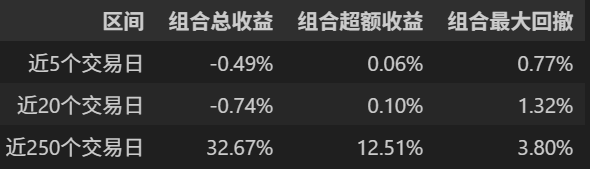 区间 组合总收益 组合超额收益 组合最大回撤
近5个交易日 -0.49% 0.06% 0.77%
近20个交易日 -0.74% 0.10% 1.32%
近250个交易日 32.67% 12.51% 3.80%